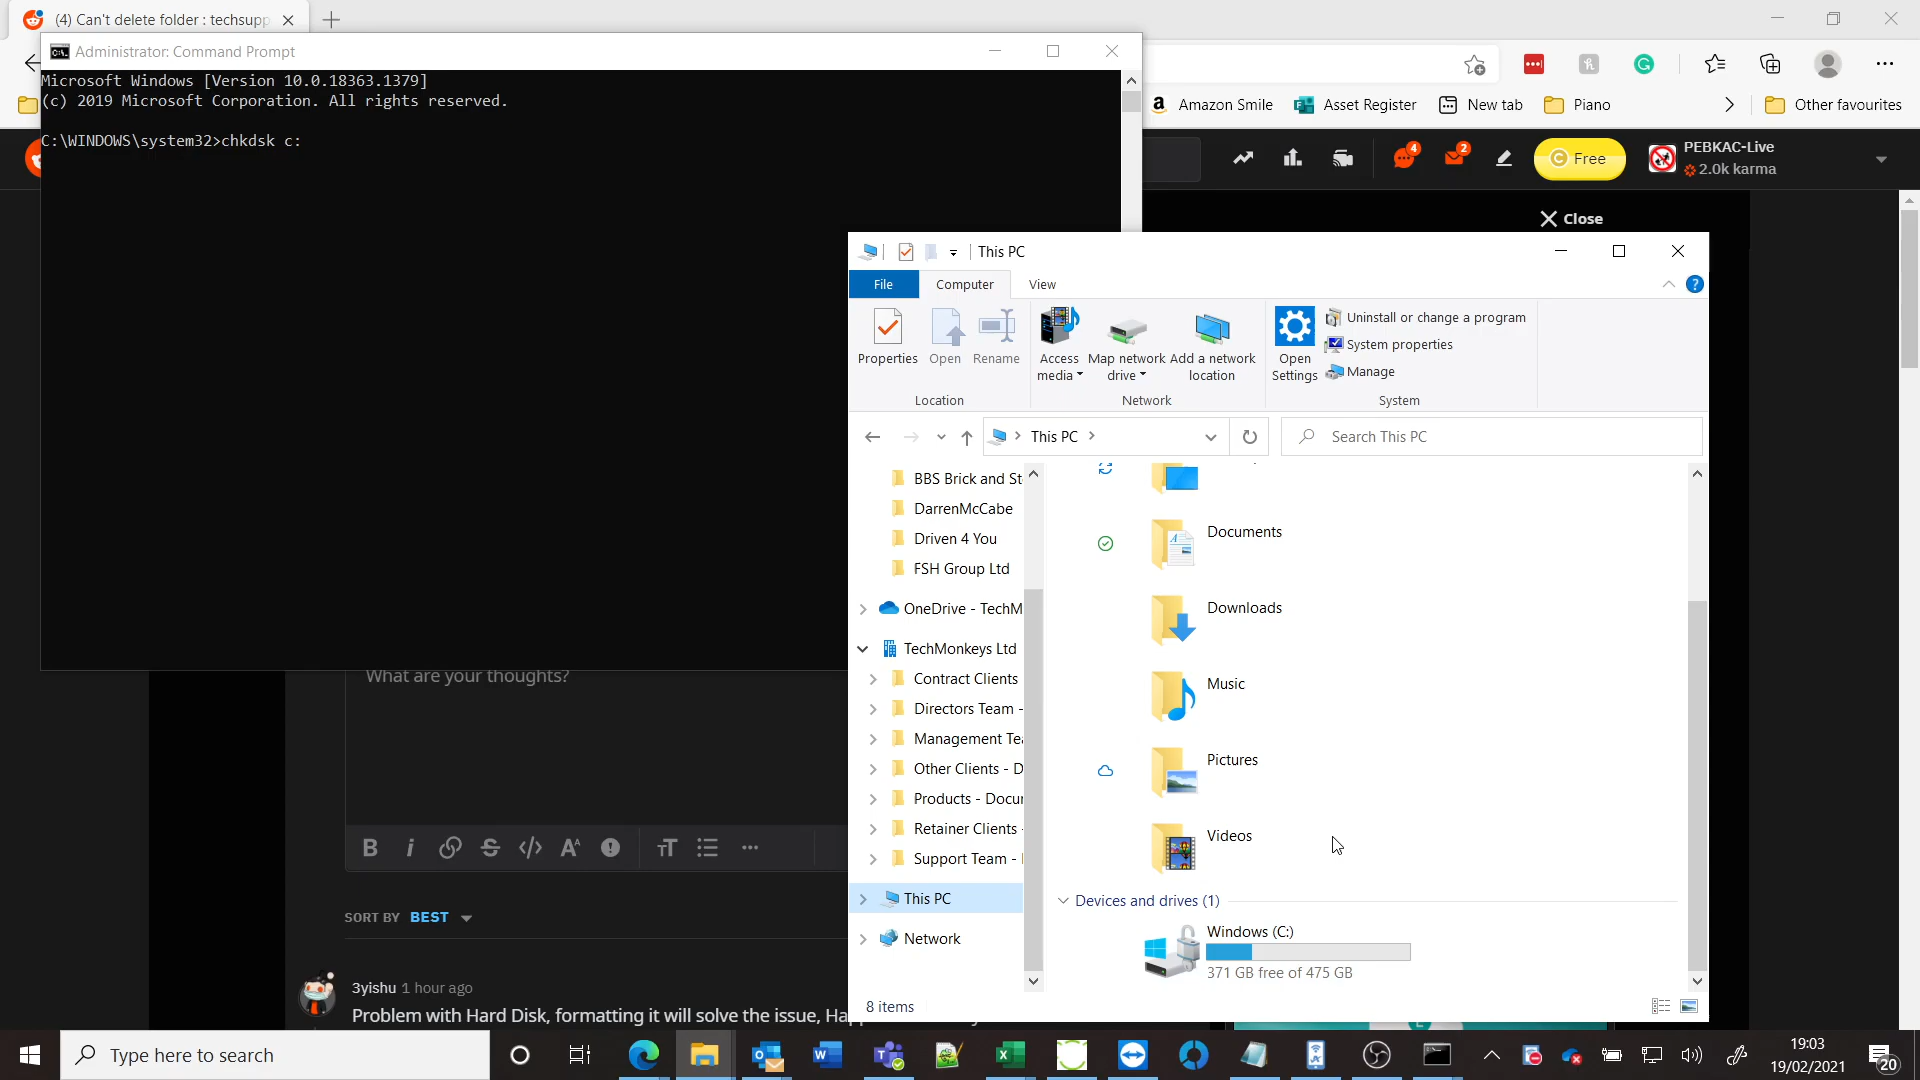 (4) Can't delete folder : techsupp
Administrator: Command Prompt
Microsoft Windows [Version 10.0.18363.1379]
(c) 2019 Microsoft Corporation. All rights reserved.
C:\WINDOWS\system32>chkdsk c:
Amazon Smile
Asset Register
New tab
Piano
Other favourites
4
2
Free
PEBKAC-Live
2.0k karma
Close
This PC
File
Computer
View
Properties
Open
Rename
Access media
Map network drive
Add a network location
Open Settings
Uninstall or change a program
System properties
Manage
Location
Network
System
This PC
Search This PC
BBS Brick and St
DarrenMcCabe
Driven 4 You
FSH Group Ltd
OneDrive - TechM
TechMonkeys Ltd
Contract Clients
Directors Team -
Management Tea
Other Clients - D
Products - Docu
Retainer Clients -
Support Team -
This PC
Network
Documents
Downloads
Music
Pictures
Videos
Devices and drives (1)
Windows (C:)
371 GB free of 475 GB
8 items
What are your thoughts?
SORT BY BEST
3yishu 1 hour ago
Problem with Hard Disk, formatting it will solve the issue,
Type here to search
19:03
19/02/2021
20